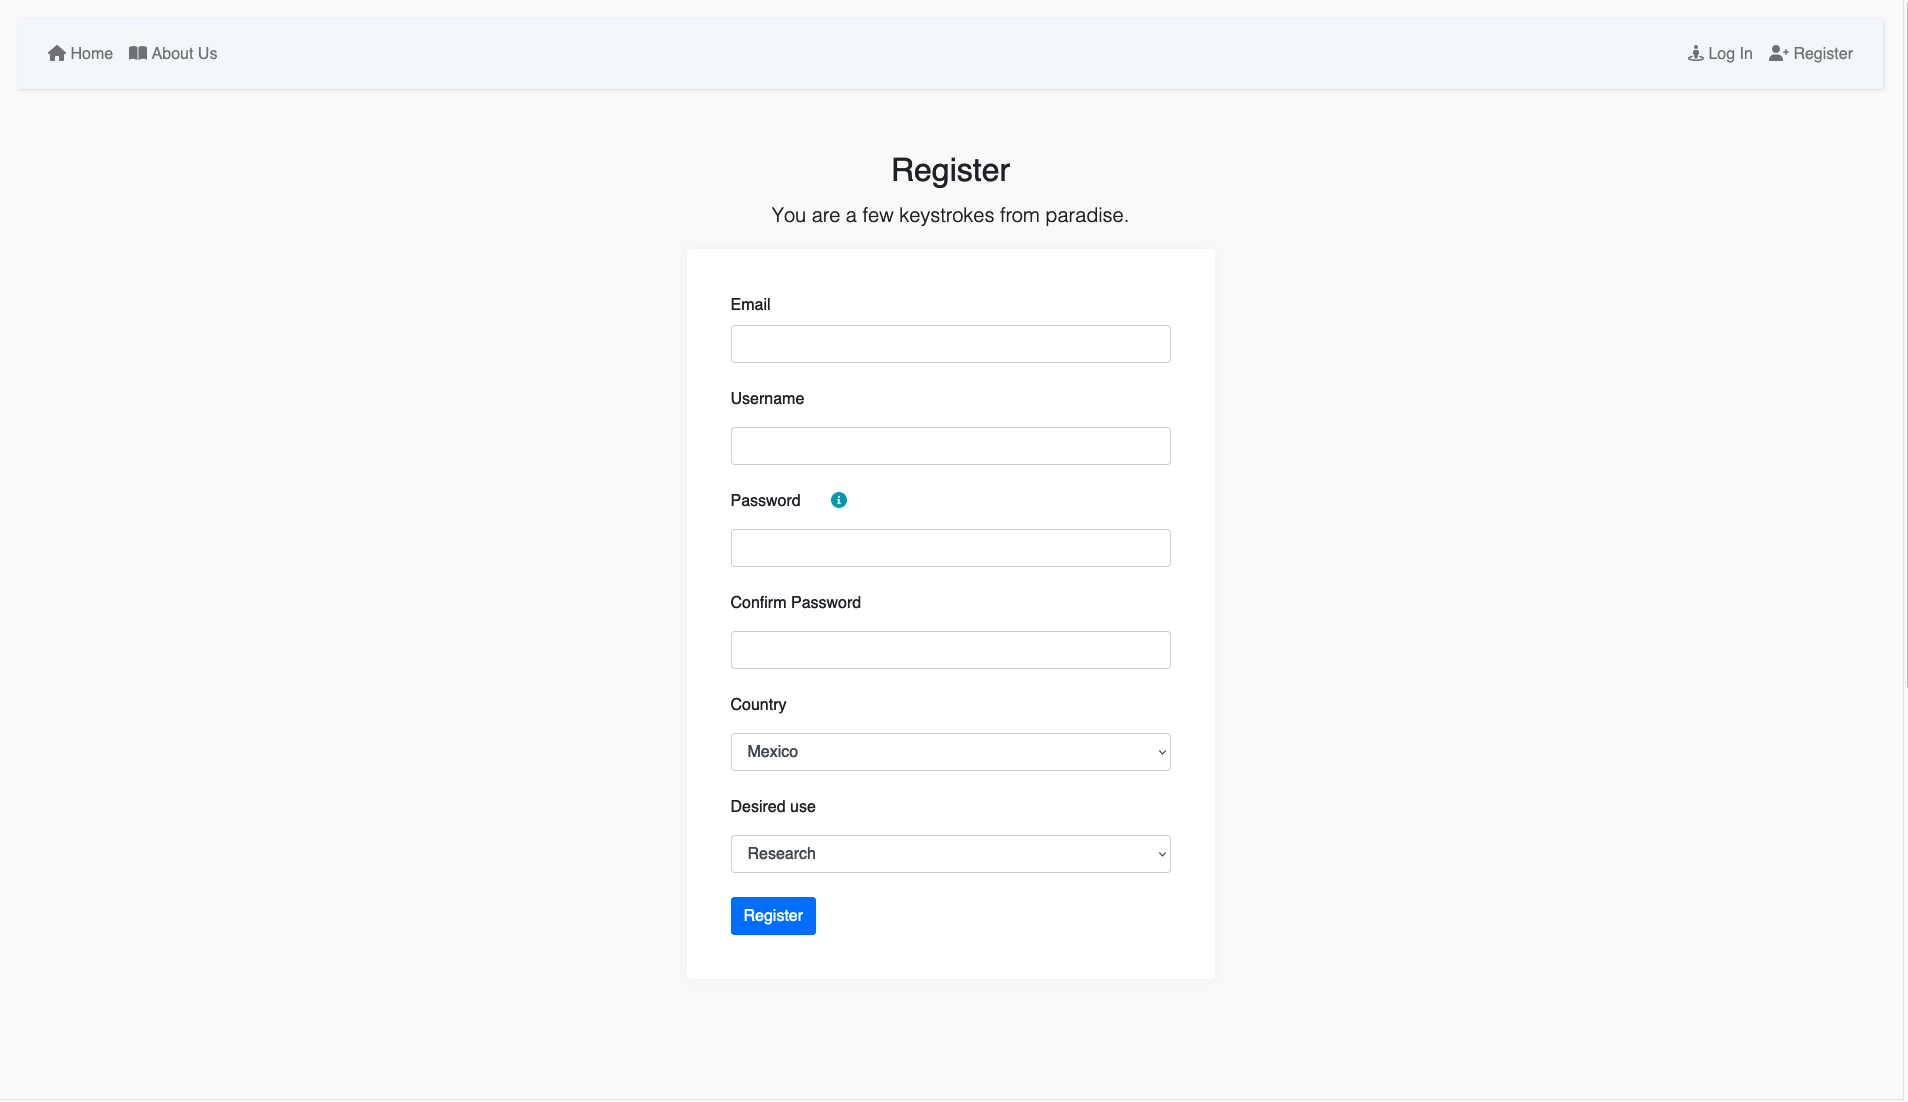 Home About Us Log In Register
Register
You are a few keystrokes from paradise.
Email
Username
Password
Confirm Password
Country
Mexico
Desired use
Research
Register